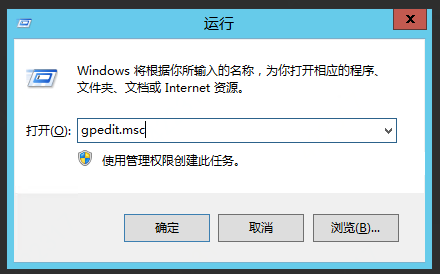 运行
x
Windows 将根据你所输入的名称，为你打开相应的程序、
文件夹、文档或 Internet 资源。
打开(O):
gpedit.msc
使用管理权限创建此任务。
确定
取消
浏览(B)...